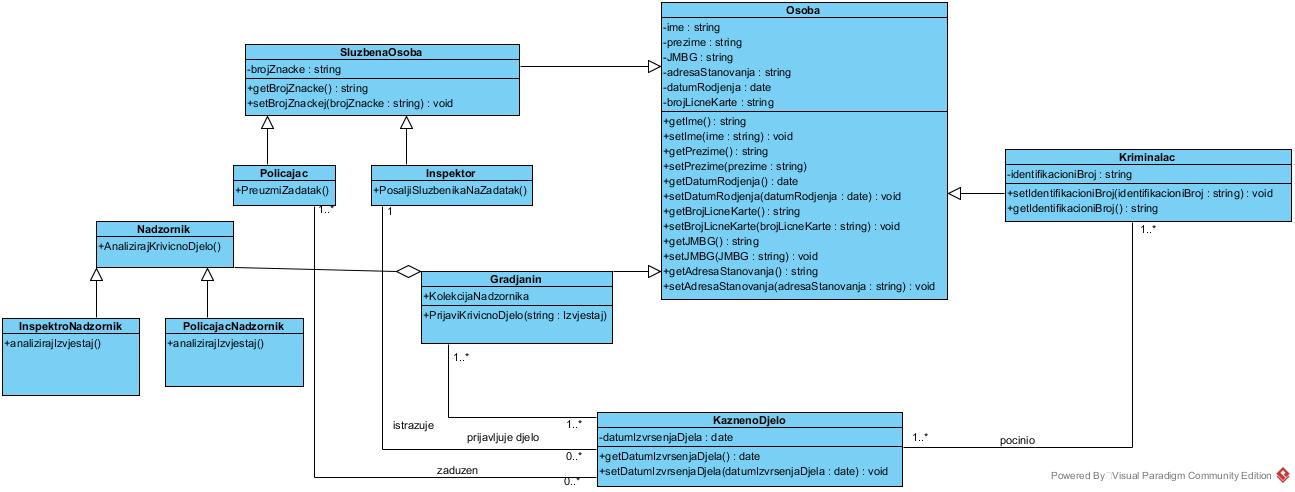 Osoba
-ime : string
-prezime : string
-JMBG : string
-adresaStanovanja : string
-datumRodjenja : date
-brojLicneKarte : string
+getIme() : string
+setIme(ime : string) : void
+getPrezime() : string
+setPrezime(prezime : string)
+getDatumRodjenja() : date
+setDatumRodjenja(datumRodjenja : date) : void
+getBrojLicneKarte() : string
+setBrojLicneKarte(brojLicneKarte : string) : void
+getJMBG() : string
+setJMBG(JMBG : string) : void
+getAdresaStanovanja() : string
+setAdresaStanovanja(adresaStanovanja : string) : void
SluzbenaOsoba
-brojZnacke : string
+getBrojZnacke() : string
+setBrojZnackej(brojZnacke : string) : void
Policajac
+PreuzmiZadatak()
1..*
Inspektor
+PosaljiSluzbenikaNaZadatak()
1
Kriminalac
-identifikacioniBroj : string
+setIdentifikacioniBroj(identifikacioniBroj : string) : void
+getIdentifikacioniBroj() : string
1..*
Nadzornik
+AnalizirajKrivicnoDjelo()
Gradjanin
+KolekcijaNadzornika
+PrijaviKrivicnoDjelo(string : Izvjestaj)
1..*
InspektroNadzornik
+analizirajIzvjestaj()
PolicajacNadzornik
+analizirajIzvjestaj()
KaznenoDjelo
-datumIzvrsenjaDjela : date
+getDatumIzvrsenjaDjela() : date
+setDatumIzvrsenjaDjela(datumIzvrsenjaDjela : date) : void
istrazuje
1..*
prijavljuje djelo
0..*
zaduzen
0..*
1..*
pocinio
Powered By Visual Paradigm Community Edition